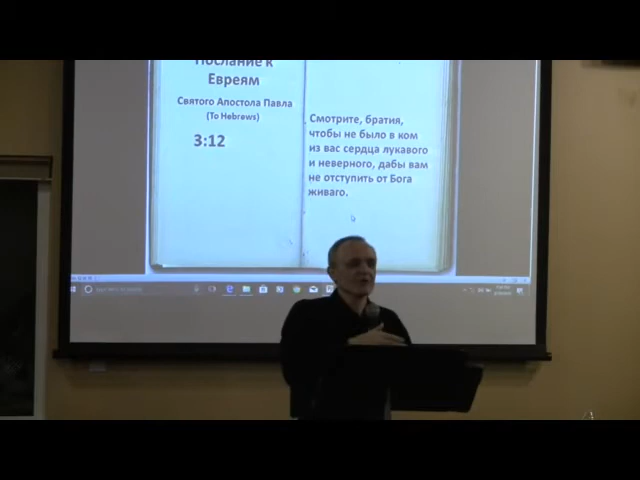 Послание к
Евреям
Святого Апостола Павла
(To Hebrews)
3:12
Смотрите, братия,
чтобы не было в ком
из вас сердца лукавого
и неверного, дабы вам
не отступить от Бога
живаго.